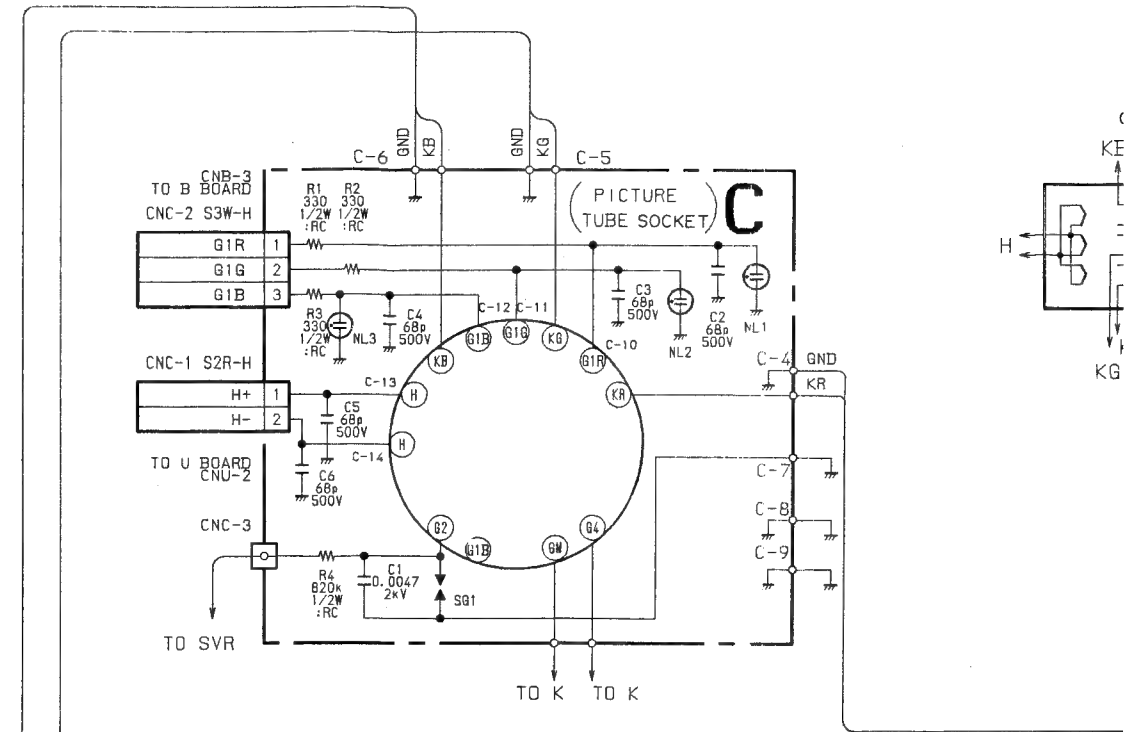 GND
KB
GND
KG
C-6
C-5
CNB-3
TO B BOARD
CNC-2 S3W-H
R1
330
1/2W
:RC
R2
330
1/2W
:RC
(PICTURE
TUBE SOCKET)
C
G1R 1
G1G 2
G1B 3
R3
330
1/2W
:RC
NL3
C4
68p
500V
C-12
C-11
C3
68p
500V
NL2
C2
68p
500V
NL1
G1B
G1G
KG
G1R
C-10
KB
KR
CNC-1 S2R-H
H+ 1
H- 2
C-13
H
C5
68p
500V
H
C-14
TO U BOARD
CNU-2
C6
68p
500V
C-4
GND
KR
C-7
C-8
C-9
CNC-3
G2
G1B
GW
G4
R4
820k
1/2W
:RC
C1
0.0047
2kV
SG1
TO SVR
TO K
TO K
H
KG